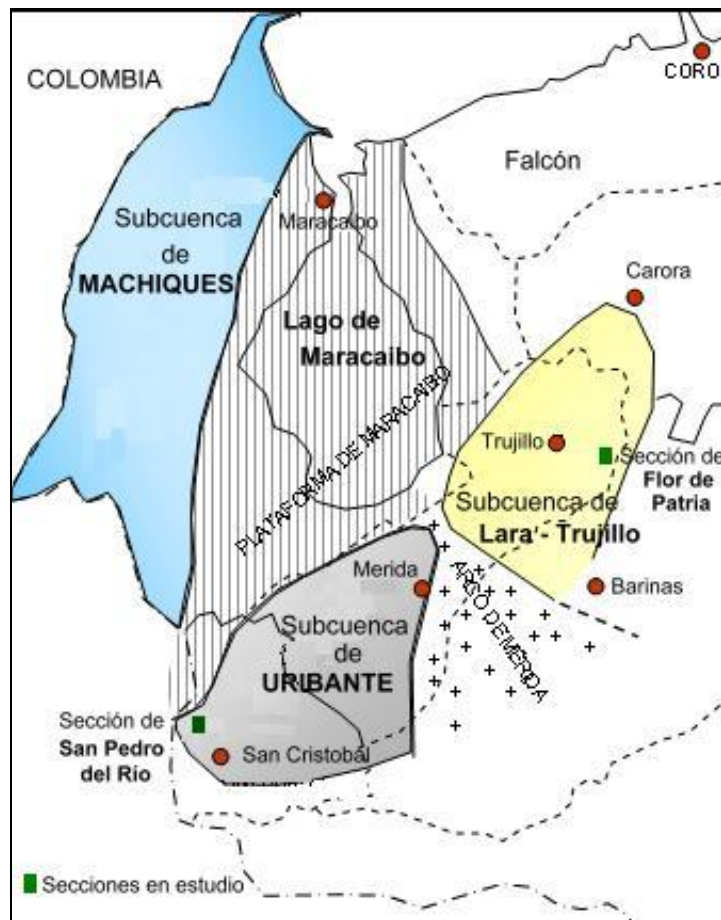 COLOMBIA
CORO
Falcón
Subcuenca
de
MACHIQUES
Maracaibo
Carora
Lago de
Maracaibo
PLATAFORMA DE MARACAIBO
Trujillo
Sección de
Flor de
Patria
Subcuenca de
Lara - Trujillo
Merida
ARCO DE MERIDA
Barinas
Subcuenca
de
URIBANTE
Sección de
San Pedro
del Río
San Cristobál
Secciones en estudio